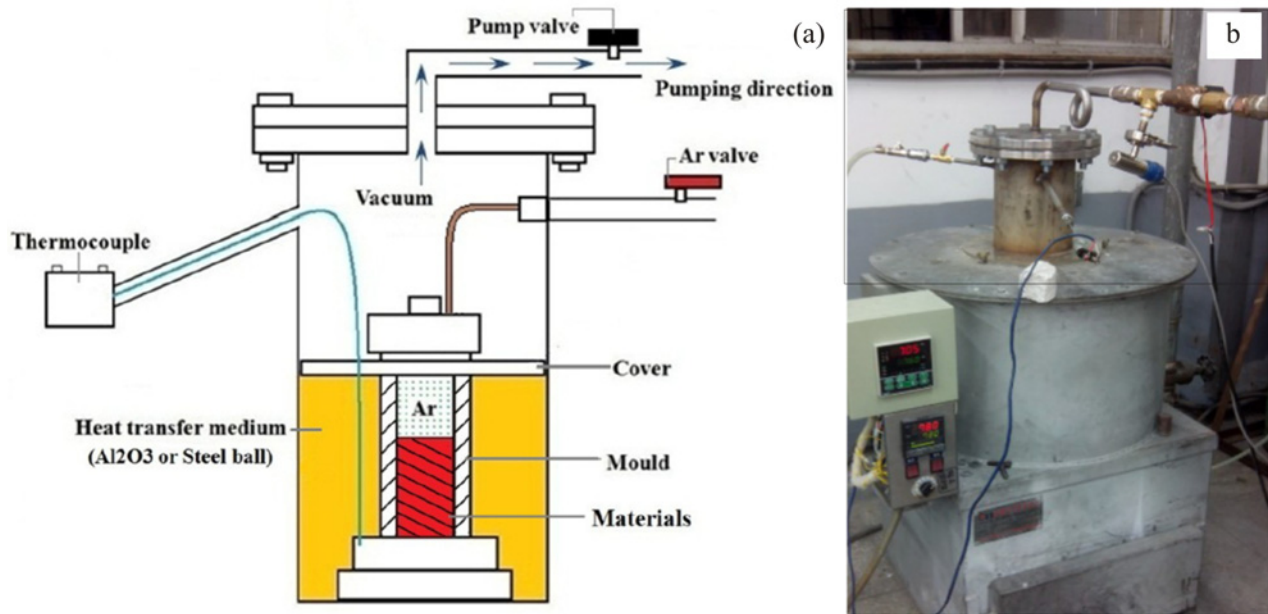 Pump valve
(a)
b
Pumping direction
Ar valve
Vacuum
Thermocouple
Cover
Ar
Heat transfer medium
(Al2O3 or Steel ball)
Mould
Materials
705